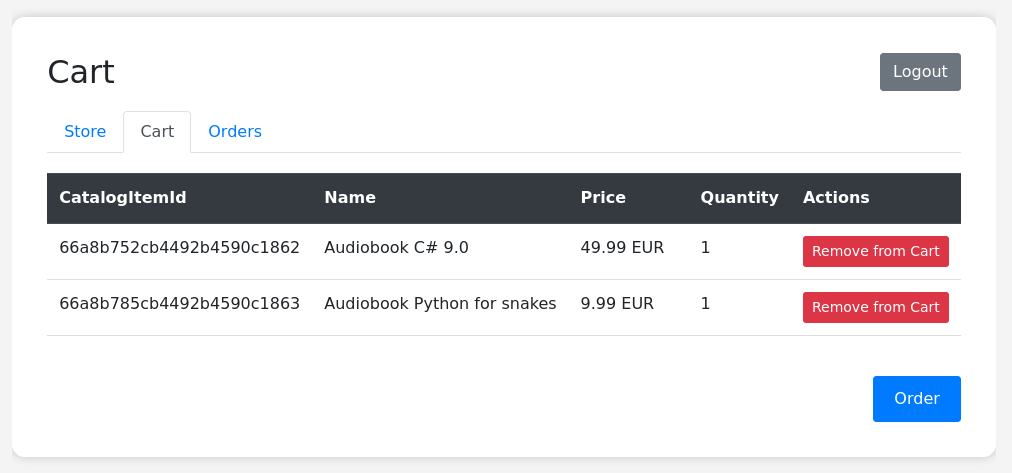 Cart
Logout
Store Cart Orders
CatalogItemId Name Price Quantity Actions
66a8b752cb4492b4590c1862 Audiobook C# 9.0 49.99 EUR 1 Remove from Cart
66a8b785cb4492b4590c1863 Audiobook Python for snakes 9.99 EUR 1 Remove from Cart
Order